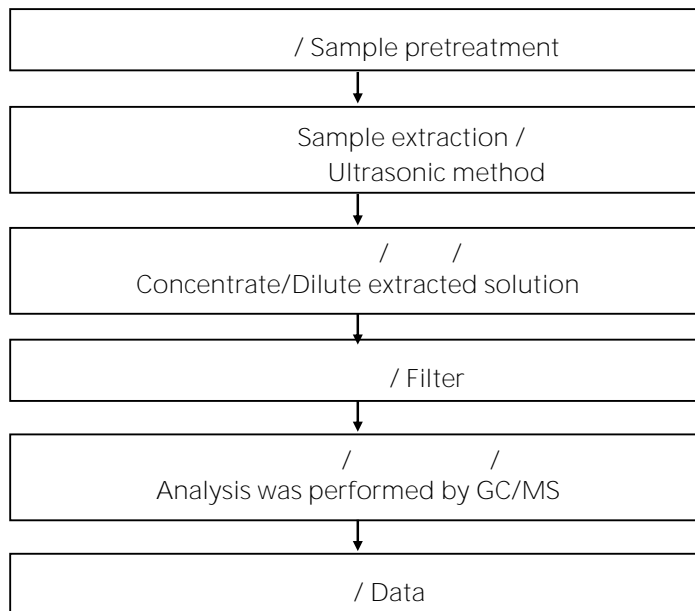 / Sample pretreatment
Sample extraction /
Ultrasonic method
/ /
Concentrate/Dilute extracted solution
/ Filter
/ /
Analysis was performed by GC/MS
/ Data